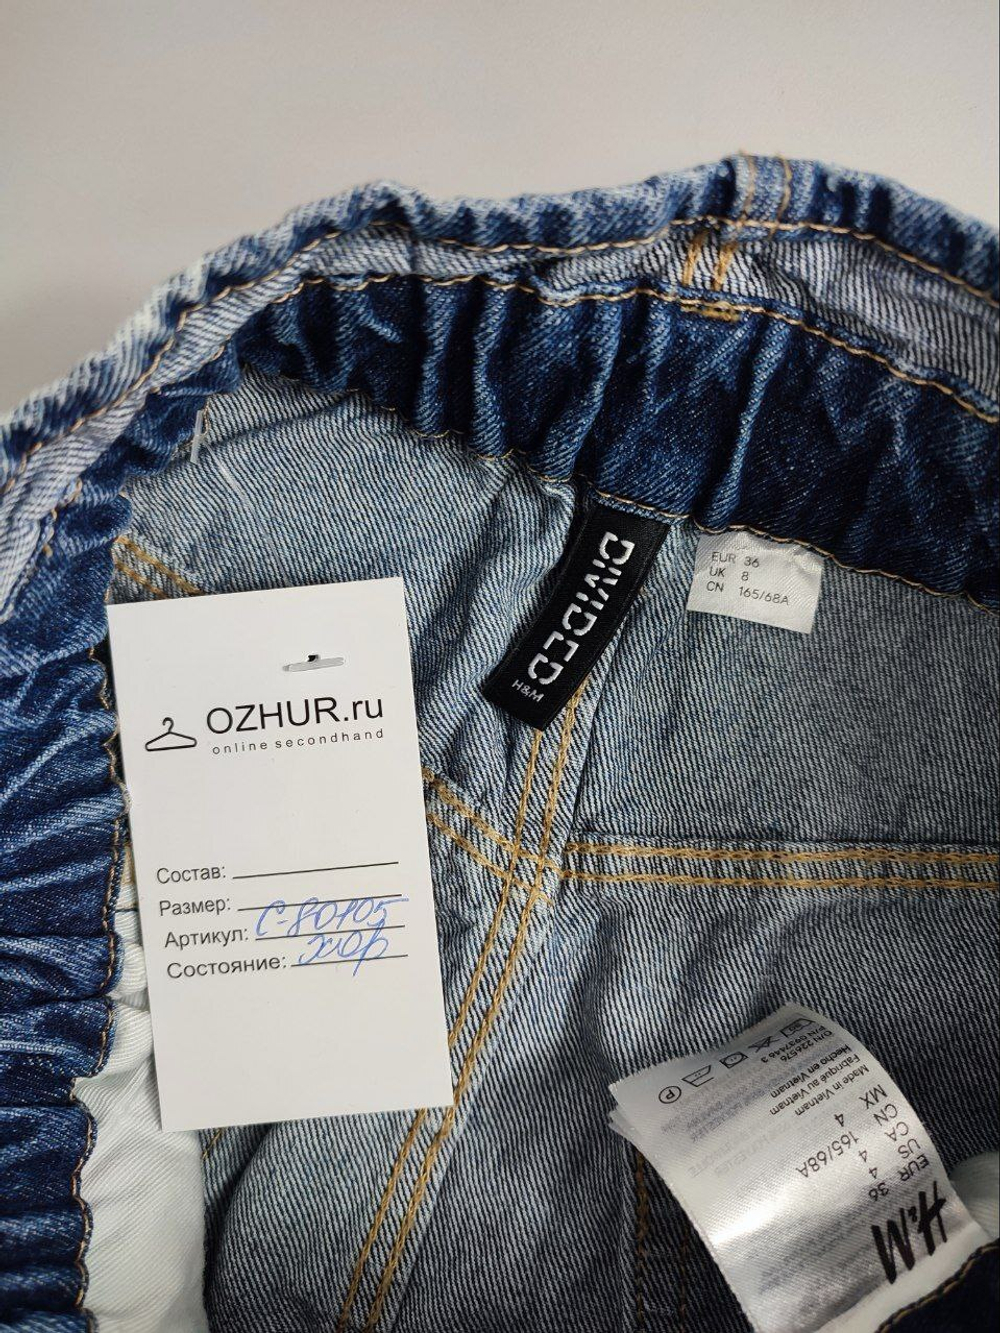 DIVIDED
H&M
EUR 36
UK 8
CN 165/68A
OZHUR.ru
online secondhand
Состав:
Размер:
Артикул: С-80105
Состояние: хор
H&M
EUR 36
US 4
CA 4
CN 165/68A
MX 4
Made in Vietnam
Fabriqué au Vietnam
Hecho en Vietnam
P